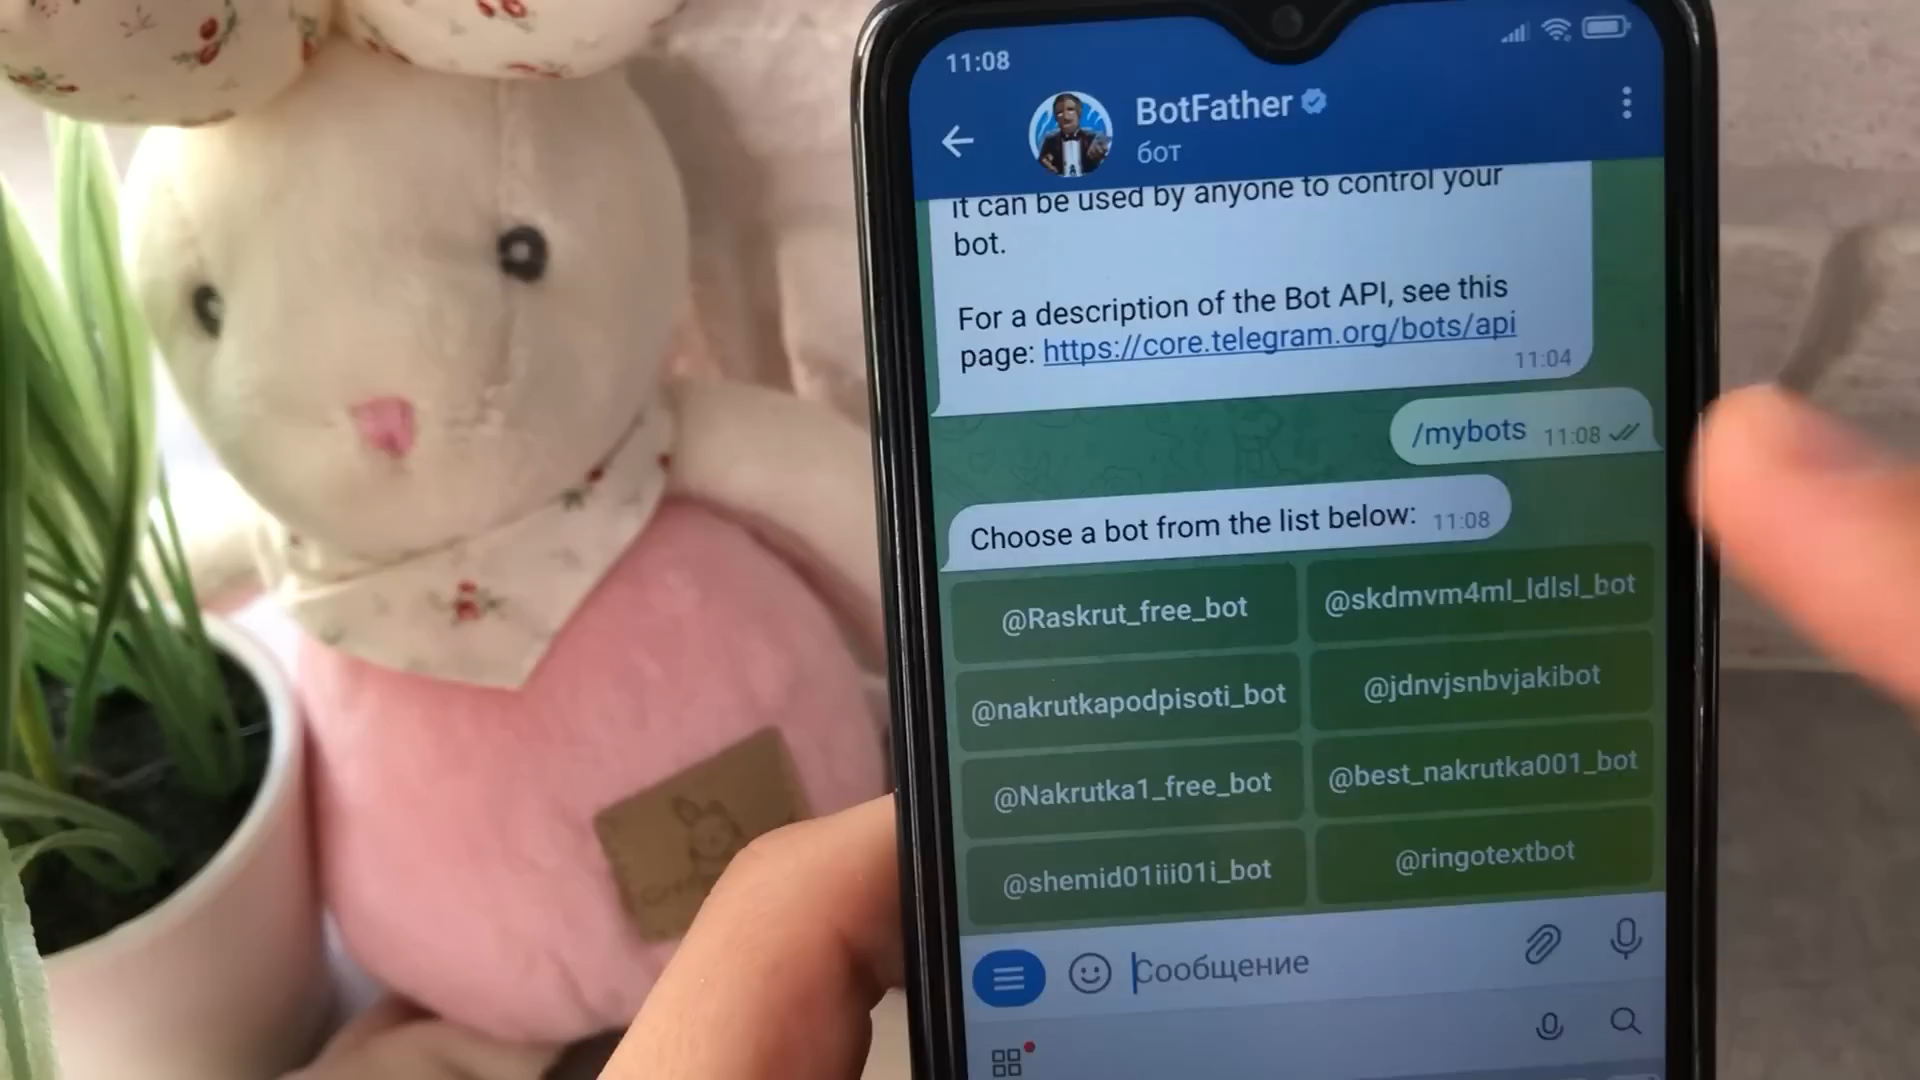 11:08
BotFather
бот
it can be used by anyone to control your
bot.
For a description of the Bot API, see this
page: https://core.telegram.org/bots/api
11:04
/mybots 11:08
Choose a bot from the list below: 11:08
@Raskrut_free_bot
@skdmvm4ml_ldlsl_bot
@nakrutkapodpisoti_bot
@jdnvjsnbvjakibot
@Nakrutka1_free_bot
@best_nakrutka001_bot
@shemid01iii01i_bot
@ringotextbot
Сообщение